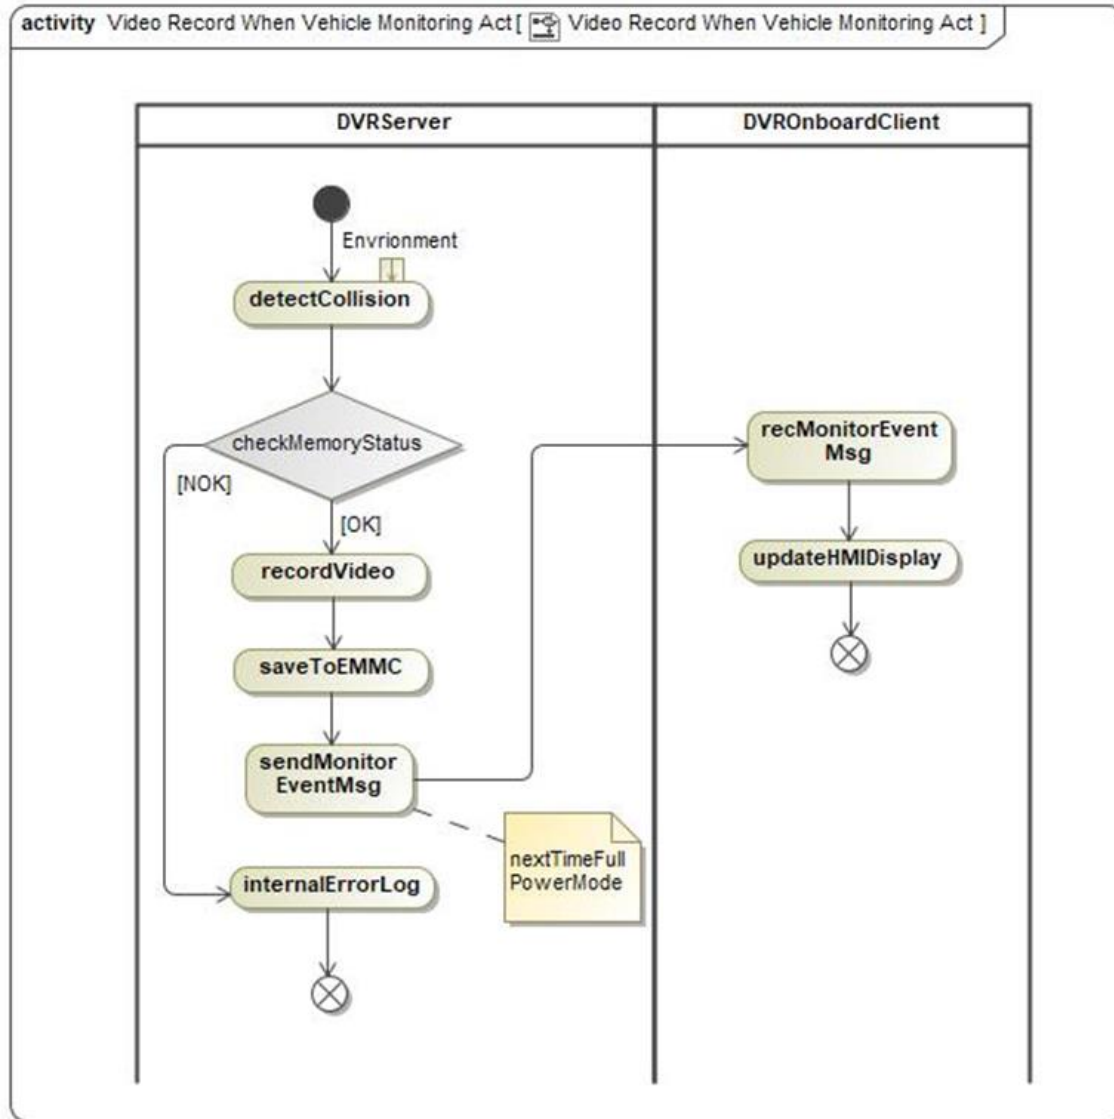 activity Video Record When Vehicle Monitoring Act [ Video Record When Vehicle Monitoring Act ]
DVRServer
DVROnboardClient
Envrionment
detectCollision
checkMemoryStatus
[NOK]
[OK]
recordVideo
saveToEMMC
sendMonitor
EventMsg
nextTimeFull
PowerMode
internalErrorLog
recMonitorEvent
Msg
updateHMIDisplay